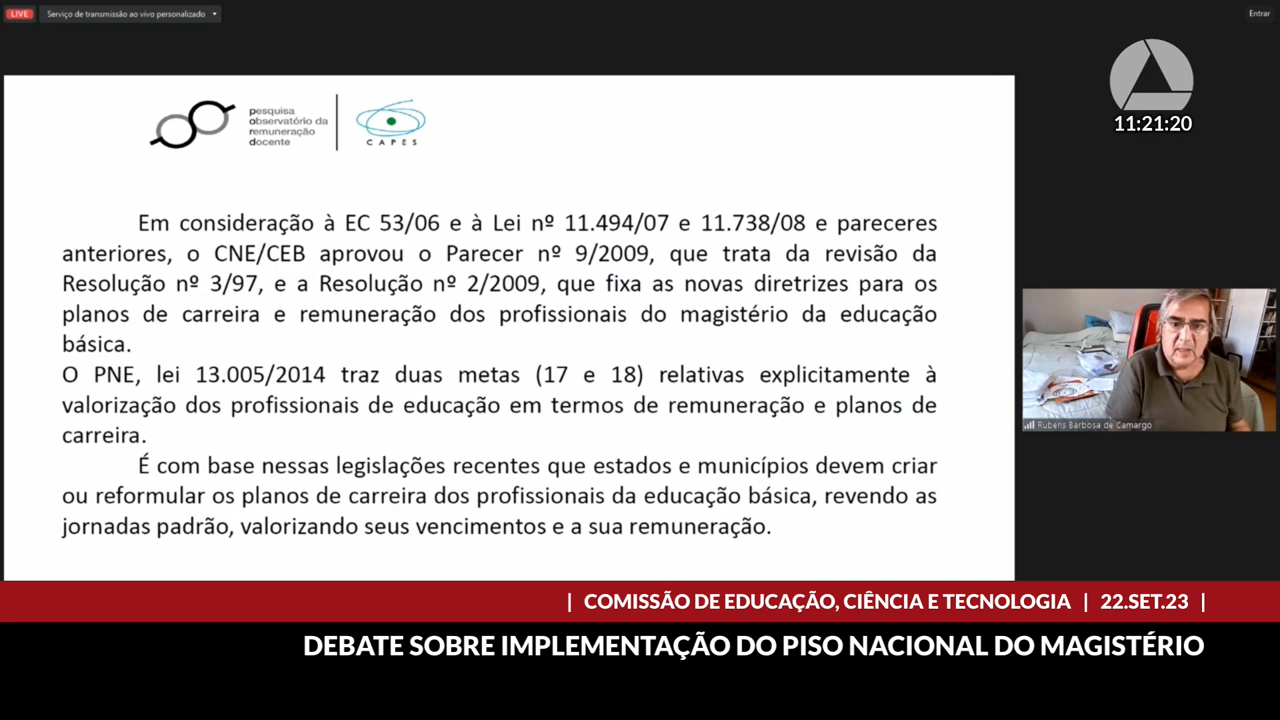 LIVE
Serviço de transmissão ao vivo personalizado
Entrar
pesquisa
observatório da
remuneração
docente
CAPES
11:21:20
Em consideração à EC 53/06 e à Lei nº 11.494/07 e 11.738/08 e pareceres
anteriores, o CNE/CEB aprovou o Parecer nº 9/2009, que trata da revisão da
Resolução nº 3/97, e a Resolução nº 2/2009, que fixa as novas diretrizes para os
planos de carreira e remuneração dos profissionais do magistério da educação
básica.
O PNE, lei 13.005/2014 traz duas metas (17 e 18) relativas explicitamente à
valorização dos profissionais de educação em termos de remuneração e planos de
carreira.
É com base nessas legislações recentes que estados e municípios devem criar
ou reformular os planos de carreira dos profissionais da educação básica, revendo as
jornadas padrão, valorizando seus vencimentos e a sua remuneração.
Rubens Barbosa de Camargo
| COMISSÃO DE EDUCAÇÃO, CIÊNCIA E TECNOLOGIA | 22.SET.23 |
DEBATE SOBRE IMPLEMENTAÇÃO DO PISO NACIONAL DO MAGISTÉRIO